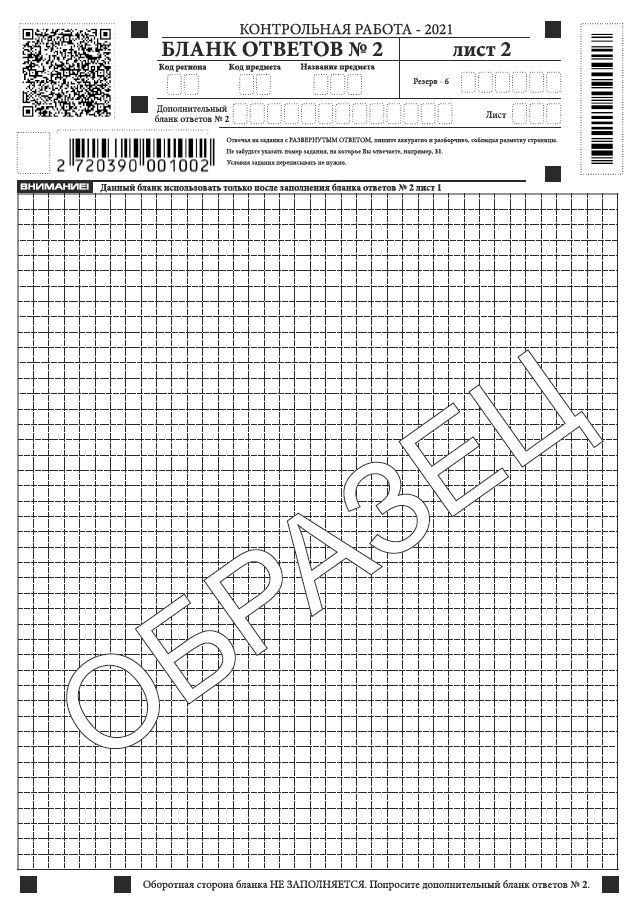 КОНТРОЛЬНАЯ РАБОТА - 2021
БЛАНК ОТВЕТОВ № 2
лист 2
Код региона
Код предмета
Название предмета
Резерв - 6
Дополнительный
бланк ответов № 2
Лист
2 720390 001002
Отвечая на задания с РАЗВЕРНУТЫМ ОТВЕТОМ, пишите аккуратно и разборчиво, соблюдая разметку страницы.
Не забудьте указать номер задания, на которое Вы отвечаете, например, 31.
Условия задания переписывать не нужно.
ВНИМАНИЕ!
Данный бланк использовать только после заполнения бланка ответов № 2 лист 1
ОБРАЗЕЦ
Оборотная сторона бланка НЕ ЗАПОЛНЯЕТСЯ. Попросите дополнительный бланк ответов № 2.